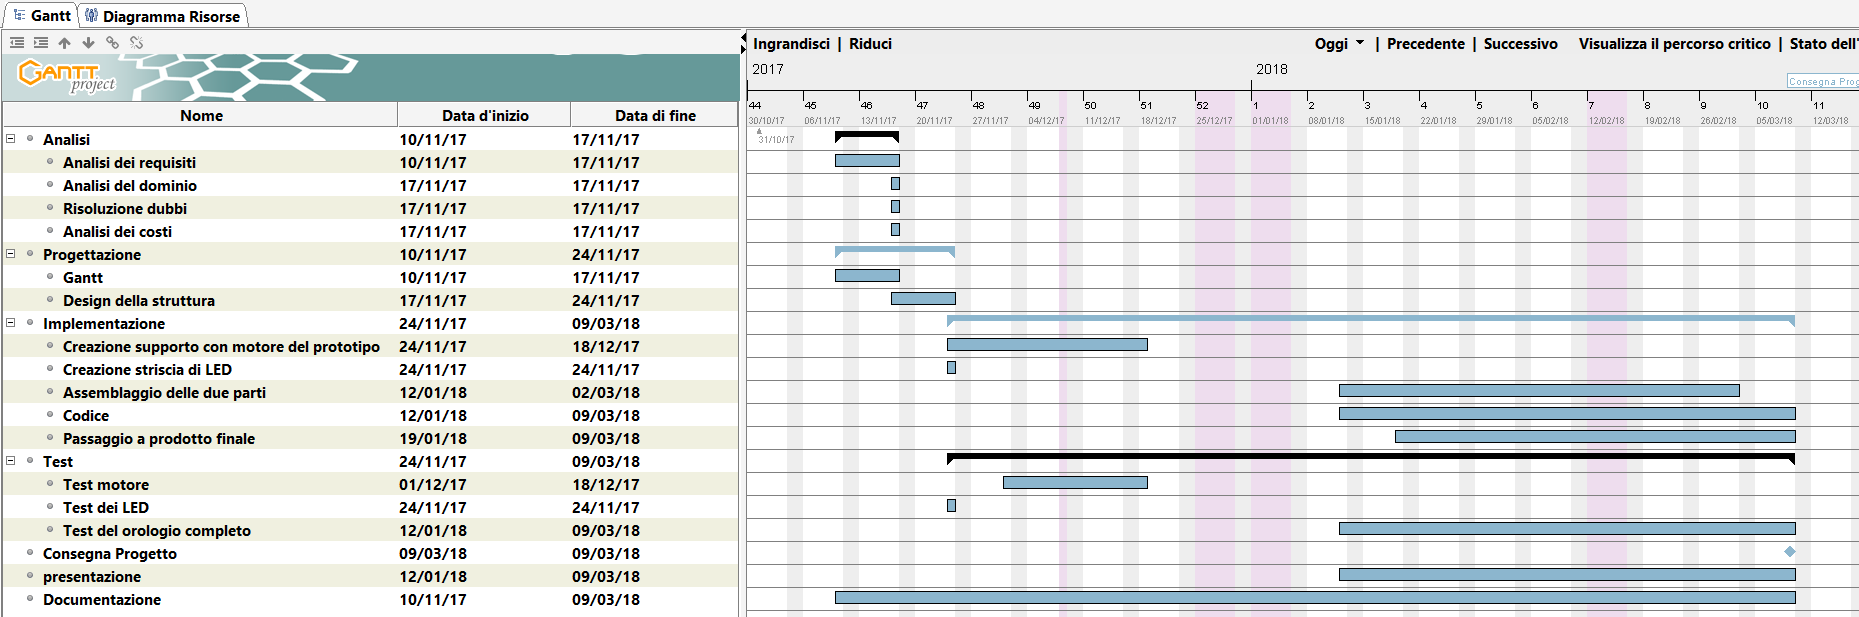 Gantt Diagramma Risorse
Ingrandisci | Riduci Oggi | Precedente | Successivo Visualizza il percorso critico | Stato dell'
GANTT project
2017 2018
Consegna Prog
44 45 46 47 48 49 50 51 52 1 2 3 4 5 6 7 8 9 10 11
30/10/17 06/11/17 13/11/17 20/11/17 27/11/17 04/12/17 11/12/17 18/12/17 25/12/17 01/01/18 08/01/18 15/01/18 22/01/18 29/01/18 05/02/18 12/02/18 19/02/18 26/02/18 05/03/18 12/03/18
31/10/17
Nome Data d'inizio Data di fine
Analisi 10/11/17 17/11/17
Analisi dei requisiti 10/11/17 17/11/17
Analisi del dominio 17/11/17 17/11/17
Risoluzione dubbi 17/11/17 17/11/17
Analisi dei costi 17/11/17 17/11/17
Progettazione 10/11/17 24/11/17
Gantt 10/11/17 17/11/17
Design della struttura 17/11/17 24/11/17
Implementazione 24/11/17 09/03/18
Creazione supporto con motore del prototipo 24/11/17 18/12/17
Creazione striscia di LED 24/11/17 24/11/17
Assemblaggio delle due parti 12/01/18 02/03/18
Codice 12/01/18 09/03/18
Passaggio a prodotto finale 19/01/18 09/03/18
Test 24/11/17 09/03/18
Test motore 01/12/17 18/12/17
Test dei LED 24/11/17 24/11/17
Test del orologio completo 12/01/18 09/03/18
Consegna Progetto 09/03/18 09/03/18
presentazione 12/01/18 09/03/18
Documentazione 10/11/17 09/03/18